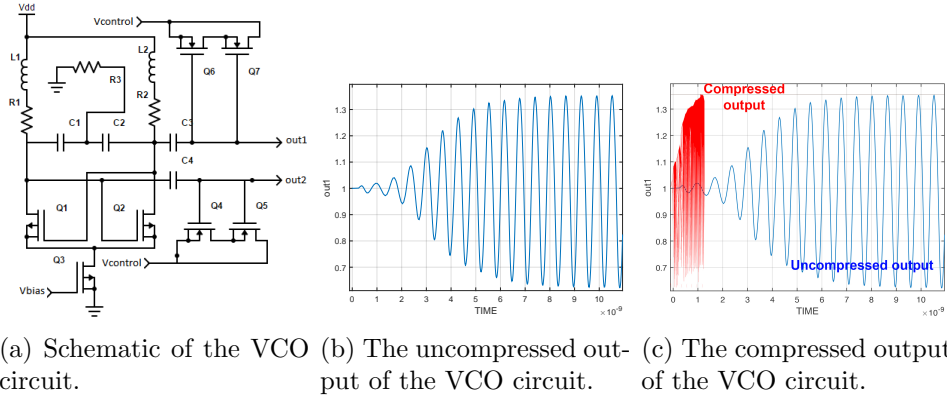 Vdd
Vcontrol
L1
L2
R3
Q6
Q7
R1
R2
C1
C2
C3
out1
C4
out2
Q1
Q2
Q4
Q5
Q3
Vcontrol
Vbias
1.3
1.2
1.1
1
0.9
0.8
0.7
out1
0 1 2 3 4 5 6 7 8 9 10
TIME
×10^-9
Compressed
output
1.3
1.2
1.1
1
0.9
0.8
0.7
out1
Uncompressed output
0 1 2 3 4 5 6 7 8 9 10
TIME
×10^-9
(a) Schematic of the VCO
circuit.
(b) The uncompressed out-
put of the VCO circuit.
(c) The compressed output
of the VCO circuit.